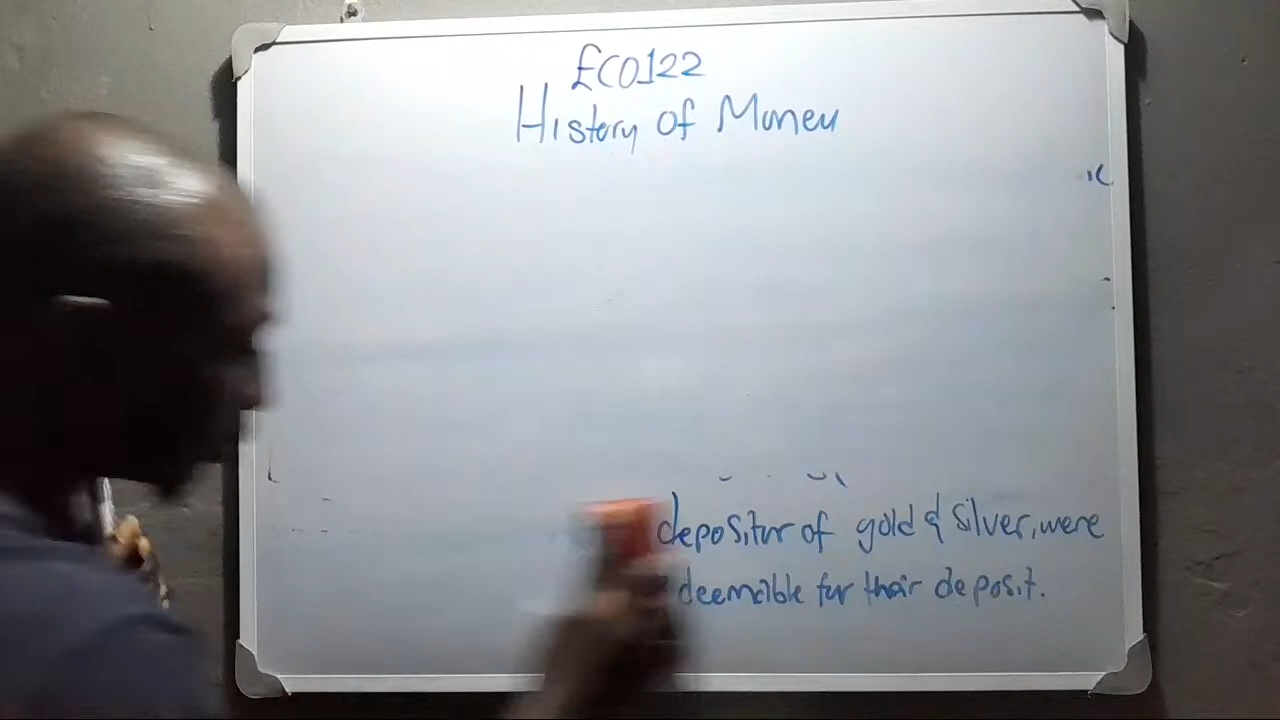 ECO122
History of Money
depositor of gold & silver, were
deemable for their deposit.